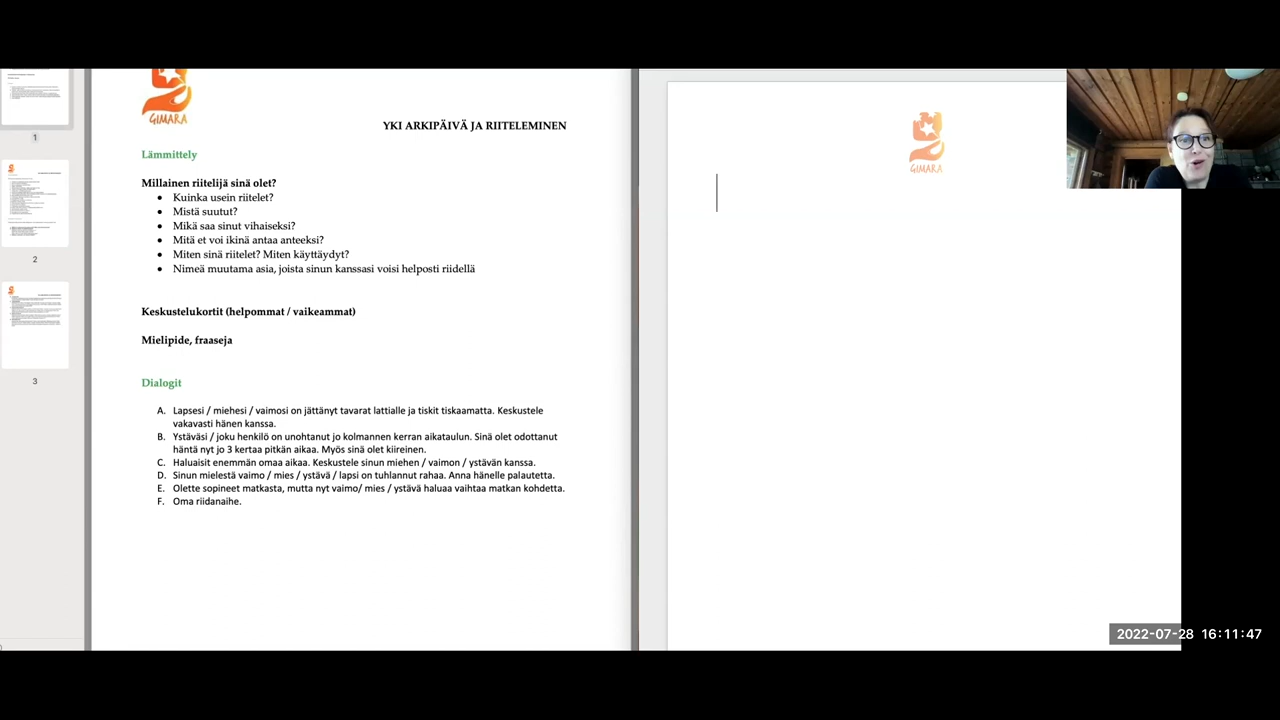 GIMARA
YKI ARKIPÄIVÄ JA RIITELEMINEN
Lämmittely
Millainen riitelijä sinä olet?
• Kuinka usein riitelet?
• Mistä suutut?
• Mikä saa sinut vihaiseksi?
• Mitä et voi ikinä antaa anteeksi?
• Miten sinä riitelet? Miten käyttäydyt?
• Nimeä muutama asia, joista sinun kanssasi voisi helposti riidellä
Keskustelukortit (helpommat / vaikeammat)
Mielipide, fraaseja
Dialogit
A. Lapsesi / miehesi / vaimosi on jättänyt tavarat lattialle ja tiskit tiskaamatta. Keskustele
vakavasti hänen kanssa.
B. Ystäväsi / joku henkilö on unohtanut jo kolmannen kerran aikataulun. Sinä olet odottanut
häntä nyt jo 3 kertaa pitkän aikaa. Myös sinä olet kiireinen.
C. Haluaisit enemmän omaa aikaa. Keskustele sinun miehen / vaimon / ystävän kanssa.
D. Sinun mielestä vaimo / mies / ystävä / lapsi on tuhlannut rahaa. Anna hänelle palautetta.
E. Olette sopineet matkasta, mutta nyt vaimo/ mies / ystävä haluaa vaihtaa matkan kohdetta.
F. Oma riidanaihe.
1
2
3
GIMARA
2022-07-28 16:11:47